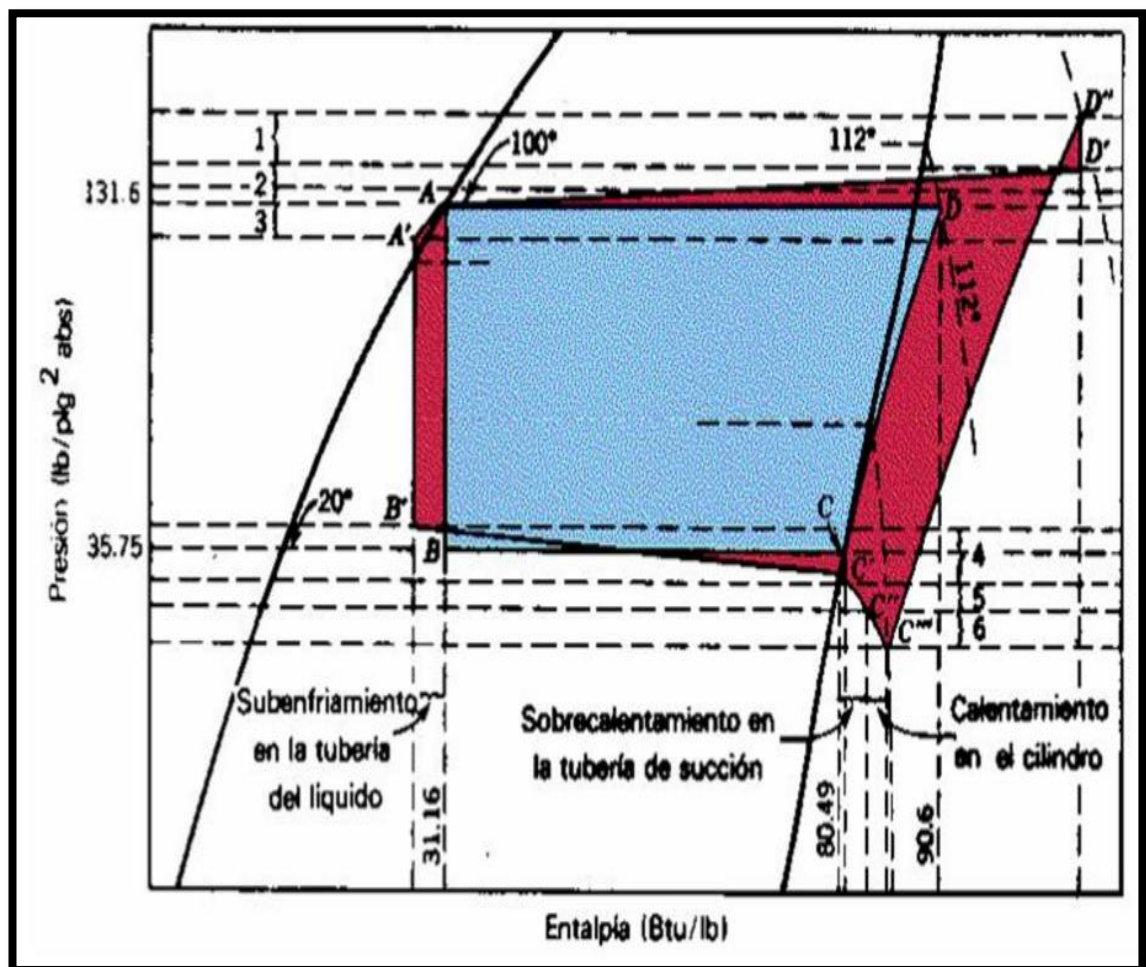 D''
1
112°
100°
D'
2
131.6
A
D
3
A'
112°
Presión (lb/plg² abs)
20°
B'
C
35.75
B
4
C'
5
C''
C'''
6
Subenfriamiento
en la tubería
del liquido
Sobrecalentamiento en
la tubería de succión
Calentamiento
en el cilindro
31.16
80.49
90.6
Entalpía (Btu/lb)